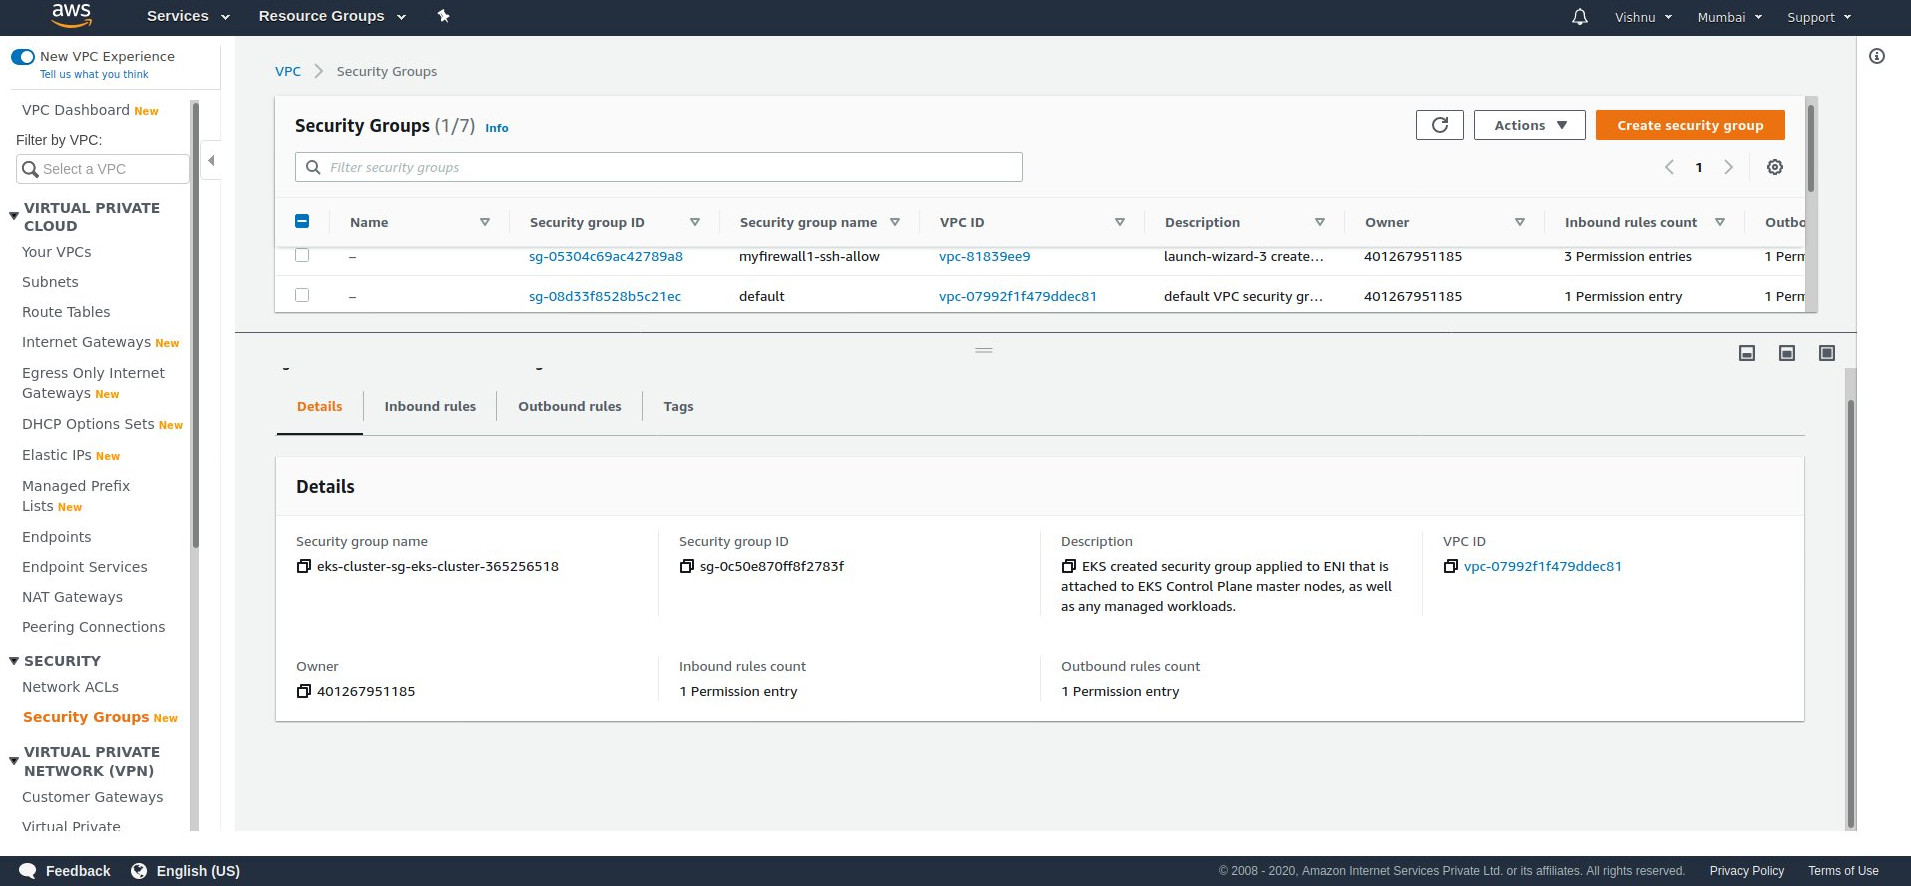 aws Services Resource Groups Vishnu Mumbai Support
New VPC Experience
Tell us what you think
VPC Dashboard New
Filter by VPC:
Select a VPC
VIRTUAL PRIVATE
CLOUD
Your VPCs
Subnets
Route Tables
Internet Gateways New
Egress Only Internet
Gateways New
DHCP Options Sets New
Elastic IPs New
Managed Prefix
Lists New
Endpoints
Endpoint Services
NAT Gateways
Peering Connections
SECURITY
Network ACLs
Security Groups New
VIRTUAL PRIVATE
NETWORK (VPN)
Customer Gateways
Virtual Private
VPC Security Groups
Security Groups (1/7) Info
Actions Create security group
Filter security groups
1
Name Security group ID Security group name VPC ID Description Owner Inbound rules count Outbo
– sg-05304c69ac42789a8 myfirewall1-ssh-allow vpc-81839ee9 launch-wizard-3 create… 401267951185 3 Permission entries 1 Perm
– sg-08d33f8528b5c21ec default vpc-07992f1f479ddec81 default VPC security gr… 401267951185 1 Permission entry 1 Perm
Details Inbound rules Outbound rules Tags
Details
Security group name
eks-cluster-sg-eks-cluster-365256518
Security group ID
sg-0c50e870ff8f2783f
Description
EKS created security group applied to ENI that is
attached to EKS Control Plane master nodes, as well
as any managed workloads.
VPC ID
vpc-07992f1f479ddec81
Owner
401267951185
Inbound rules count
1 Permission entry
Outbound rules count
1 Permission entry
Feedback English (US) © 2008 - 2020, Amazon Internet Services Private Ltd. or its affiliates. All rights reserved. Privacy Policy Terms of Use